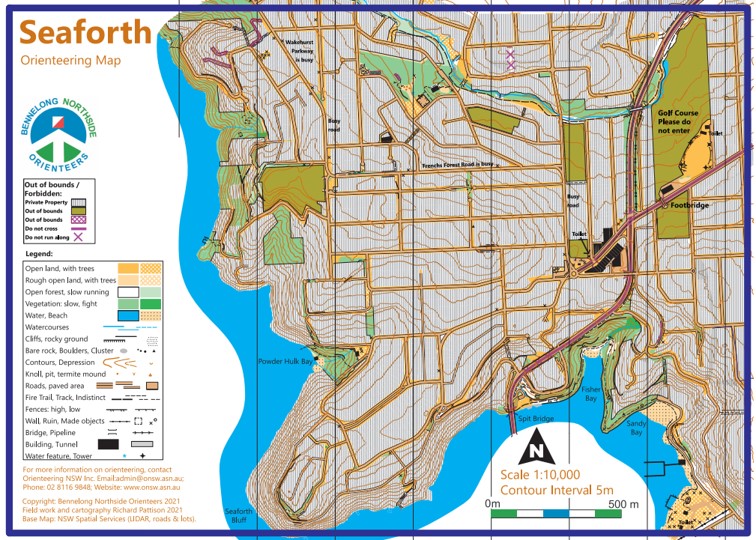 Seaforth
Orienteering Map
BENNELONG NORTHSIDE
ORIENTEERS
Out of bounds /
Forbidden:
Private Property
Out of bounds
Out of bounds
Do not cross
Do not run along
Legend:
Open land, with trees
Rough open land, with trees
Open forest, slow running
Vegetation: slow, fight
Water, Beach
Watercourses
Cliffs, rocky ground
Bare rock, Boulders, Cluster
Contours, Depression
Knoll, pit, termite mound
Roads, paved area
Fire Trail, Track, Indistinct
Fences: high, low
Wall, Ruin, Made objects
Bridge, Pipeline
Building, Tunnel
Water feature, Tower
For more information on orienteering, contact
Orienteering NSW Inc. Email:admin@onsw.asn.au;
Phone: 02 8116 9848; Website: www.onsw.asn.au
Copyright: Bennelong Northside Orienteers 2021
Field work and cartography Richard Pattison 2021
Base Map: NSW Spatial Services (LIDAR, roads & lots).
Wakehurst
Parkway
is busy
Busy
road
Frenchs Forest Road is busy
Golf Course
Please do
not enter
Toilet
Busy
road
Footbridge
Toilet
Powder Hulk Bay
Fisher
Bay
Spit Bridge
Sandy
Bay
N
Scale 1:10,000
Contour Interval 5m
0m
500 m
Seaforth
Bluff
Toilet